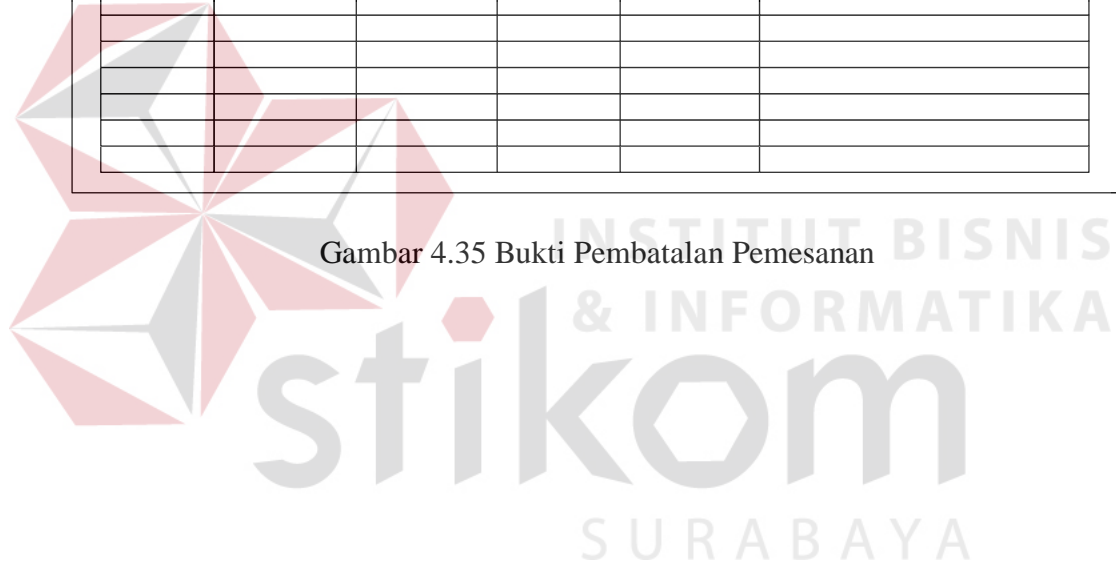 Gambar 4.35 Bukti Pembatalan Pemesanan
INSTITUT BISNIS
& INFORMATIKA
stikom
SURABAYA